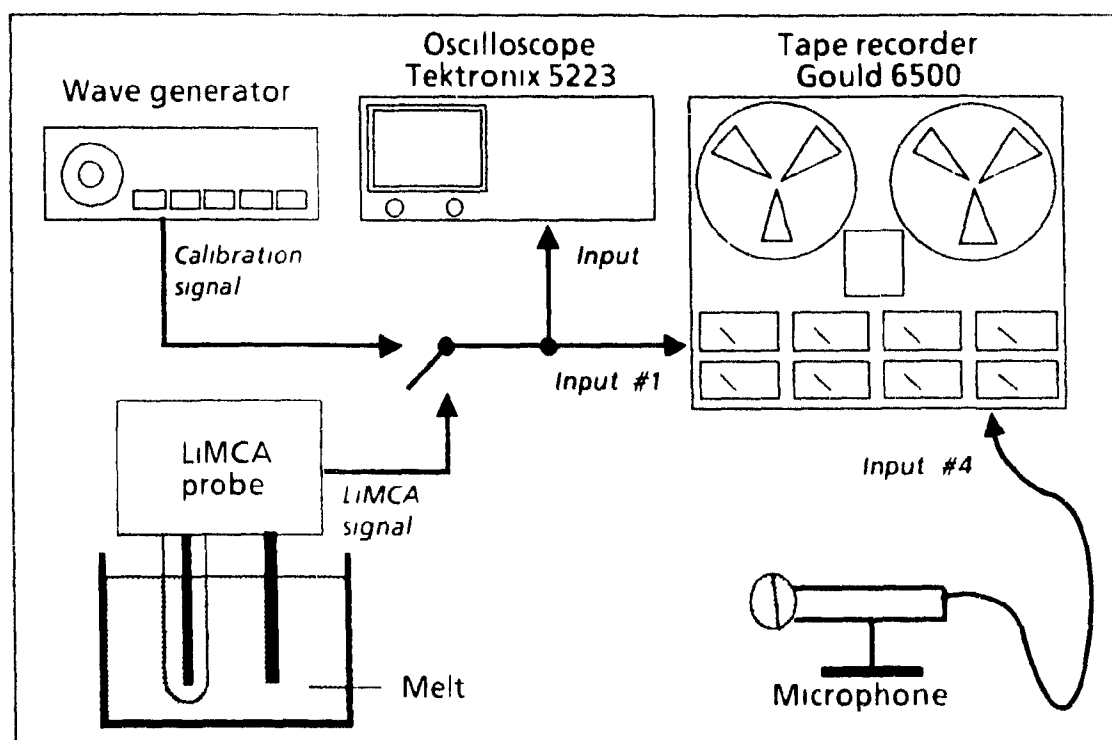 Oscilloscope
Tektronix 5223
Tape recorder
Gould 6500
Wave generator
Calibration
signal
Input
Input #1
LiMCA
probe
LiMCA
signal
Input #4
Melt
Microphone